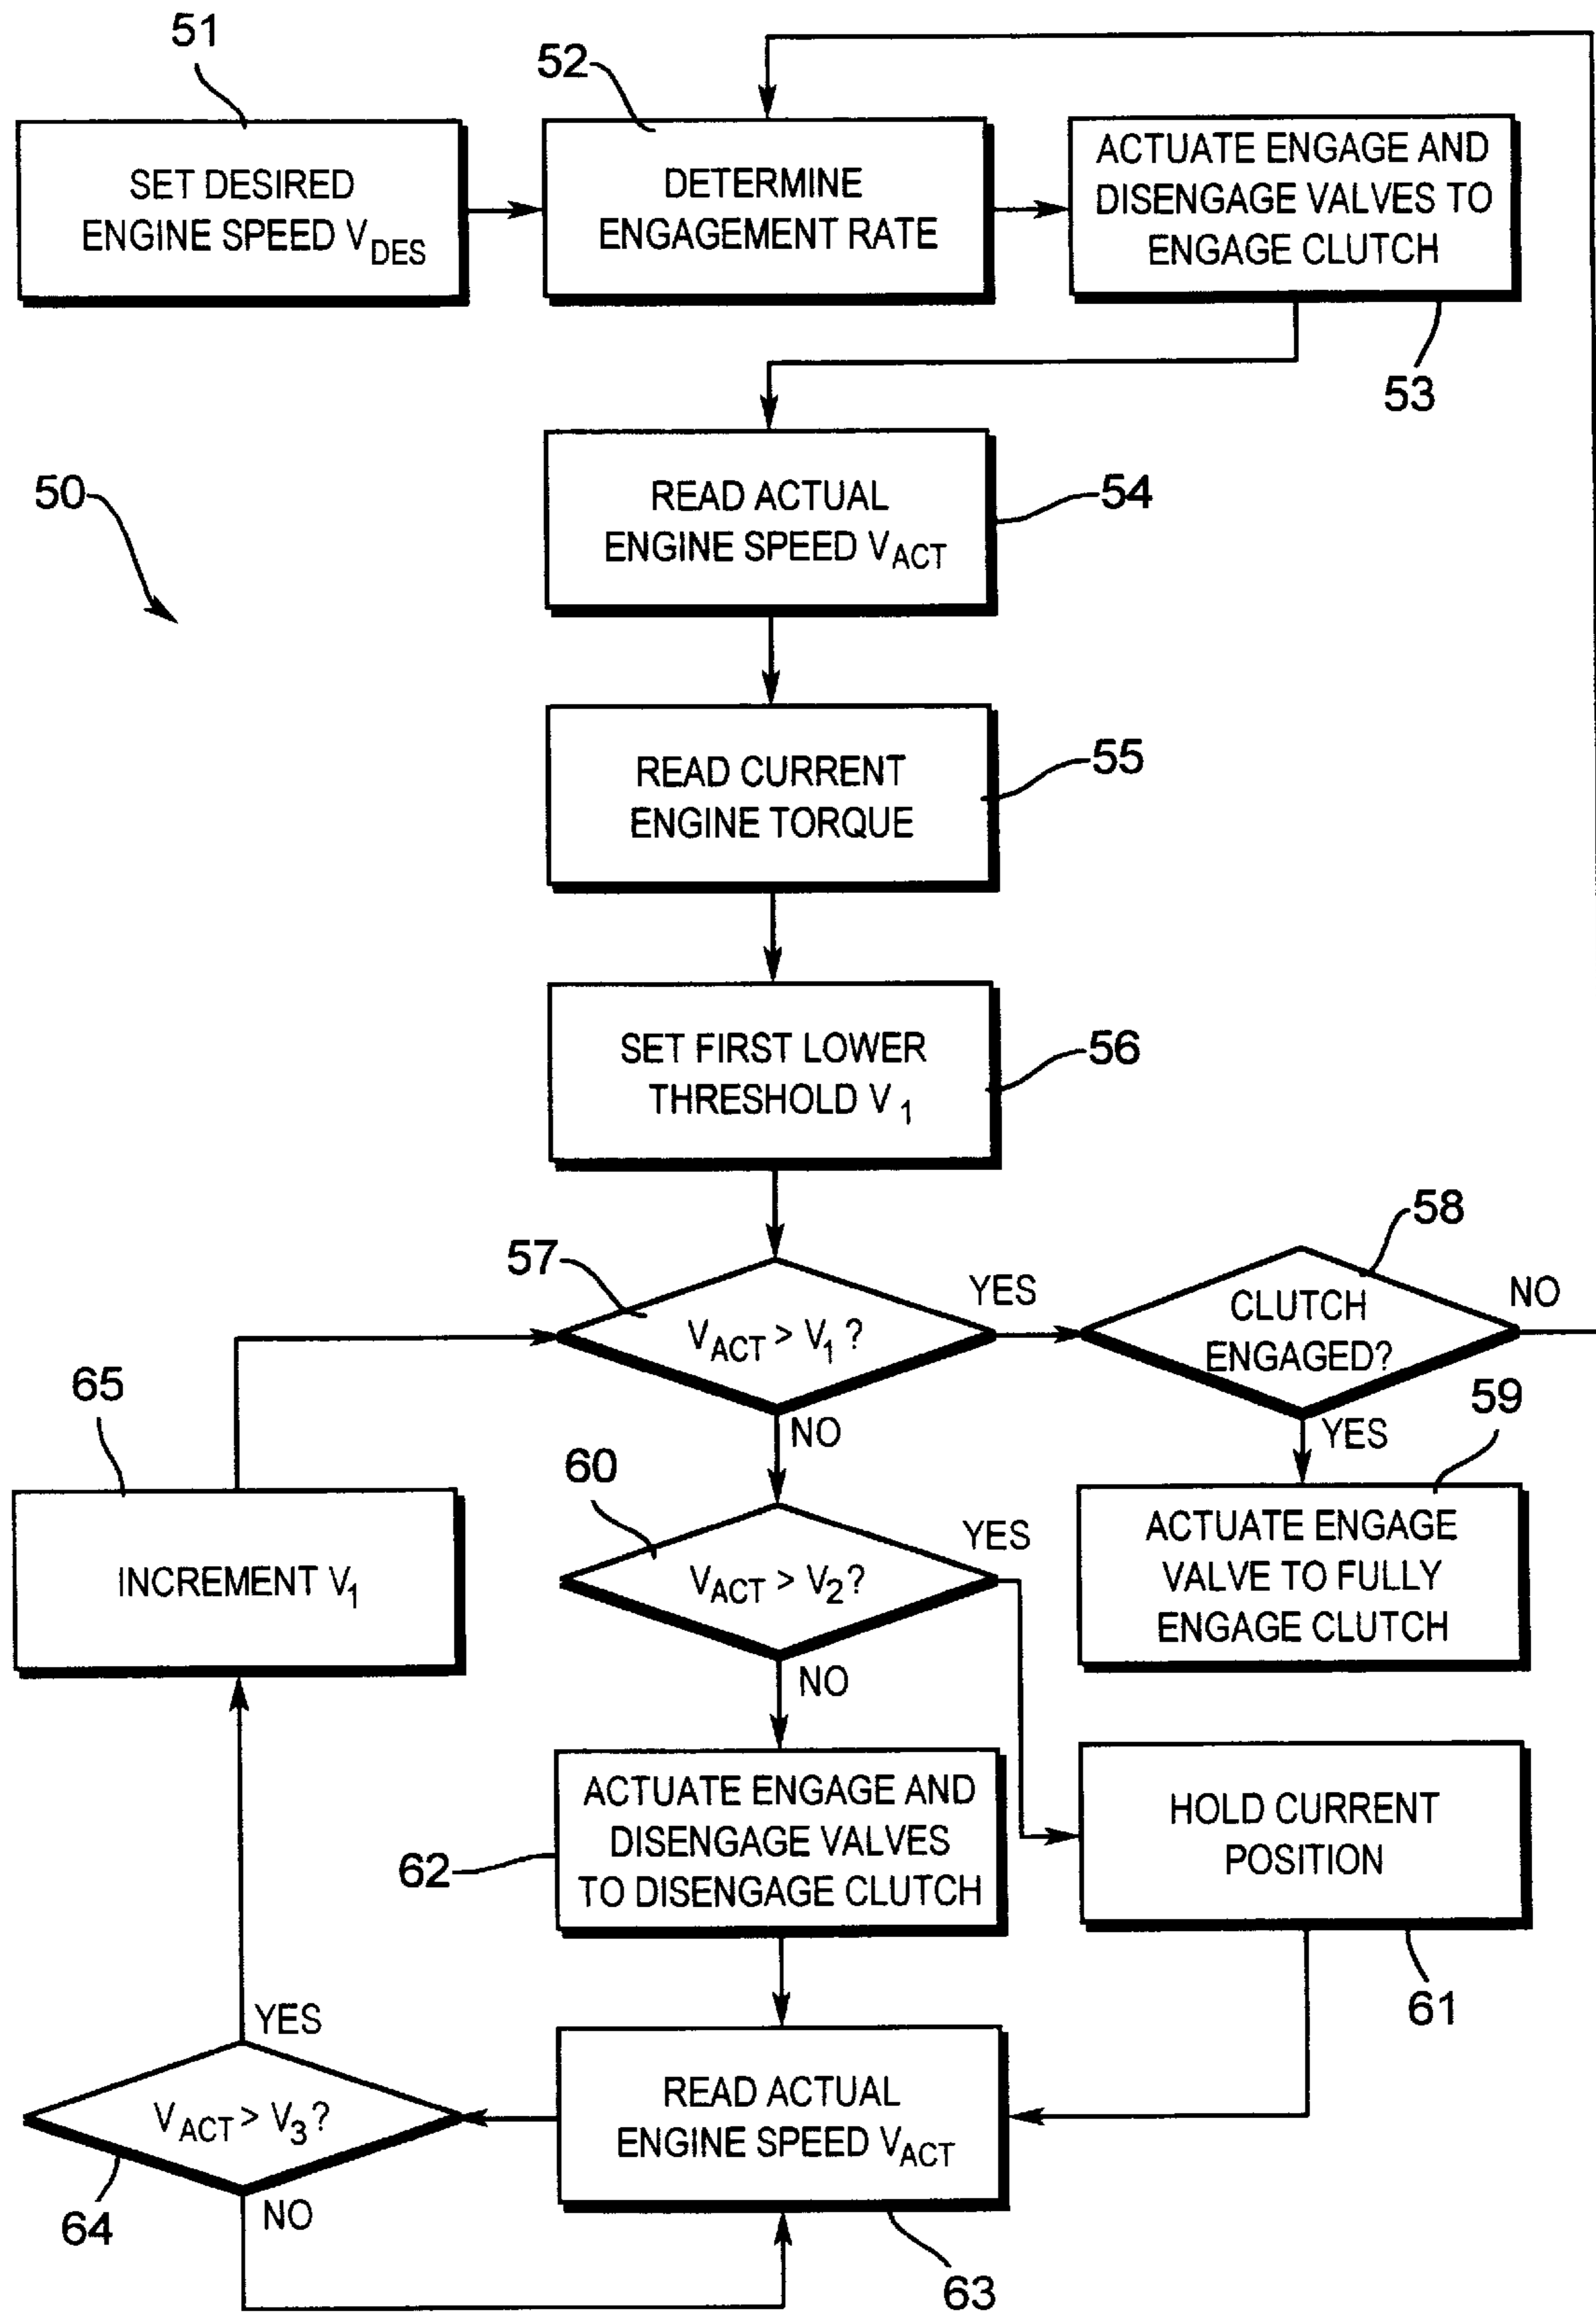 51
52
SET DESIRED
ENGINE SPEED V DES
DETERMINE
ENGAGEMENT RATE
ACTUATE ENGAGE AND
DISENGAGE VALVES TO
ENGAGE CLUTCH
53
50
READ ACTUAL
ENGINE SPEED V ACT
54
READ CURRENT
ENGINE TORQUE
55
SET FIRST LOWER
THRESHOLD V 1
56
57
V ACT > V 1 ?
YES
NO
58
CLUTCH
ENGAGED?
NO
YES
59
ACTUATE ENGAGE
VALVE TO FULLY
ENGAGE CLUTCH
65
INCREMENT V 1
60
V ACT > V 2 ?
YES
NO
62
ACTUATE ENGAGE AND
DISENGAGE VALVES
TO DISENGAGE CLUTCH
HOLD CURRENT
POSITION
61
YES
V ACT > V 3 ?
64
NO
READ ACTUAL
ENGINE SPEED V ACT
63